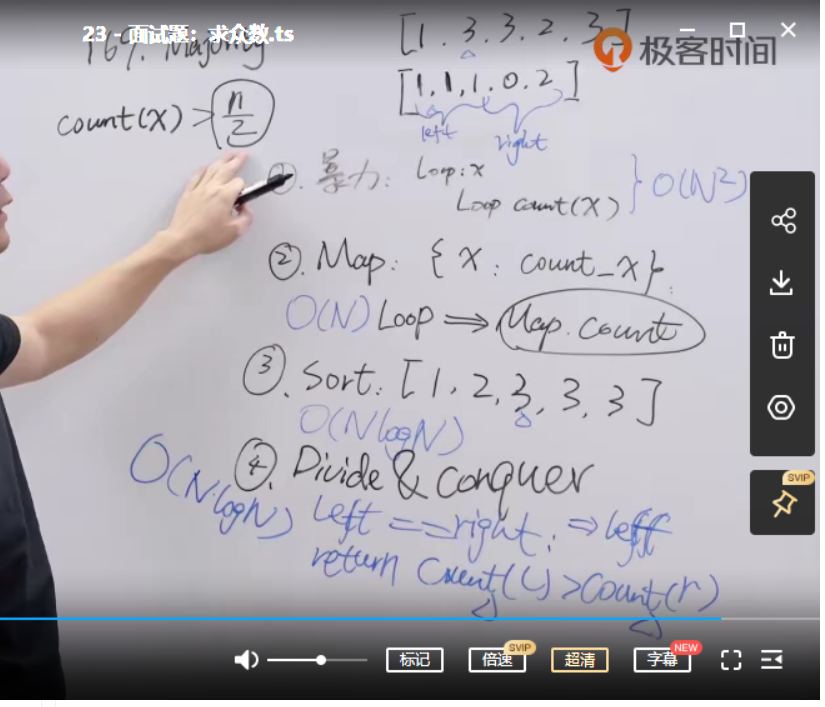 23 - 面试题：求众数.ts
169. Majority
[1. 3. 3, 2, 3]
极客时间
[1,1,1.0.2]
count(x) > n/2
left right
①. 暴力: Loop: x
Loop count(x) } O(N²)
②. Map: {x: count_x}.
O(N) Loop => Map.count
③. Sort: [1, 2, 3, 3, 3]
O(NlogN)
④. Divide & conquer
O(N·logN) left == right: => left
return Count(L) > Count(r)
SVIP
标记
倍速
SVIP
超清
字幕
NEW